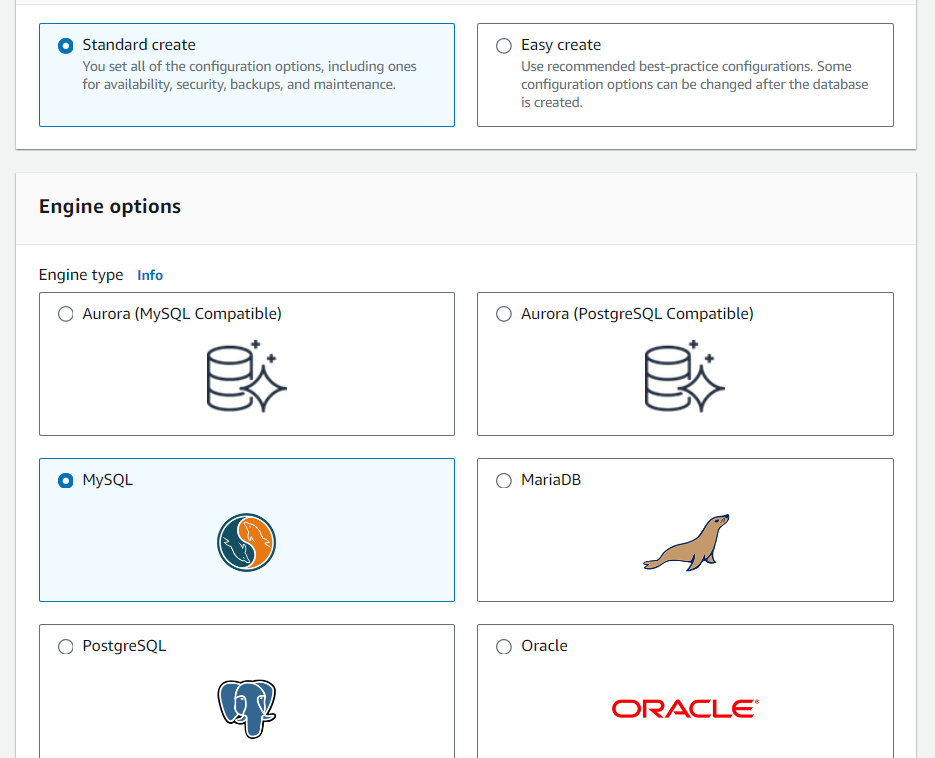 Standard create
You set all of the configuration options, including ones
for availability, security, backups, and maintenance.
Easy create
Use recommended best-practice configurations. Some
configuration options can be changed after the database
is created.
Engine options
Engine type Info
Aurora (MySQL Compatible)
Aurora (PostgreSQL Compatible)
MySQL
MariaDB
PostgreSQL
Oracle
ORACLE®